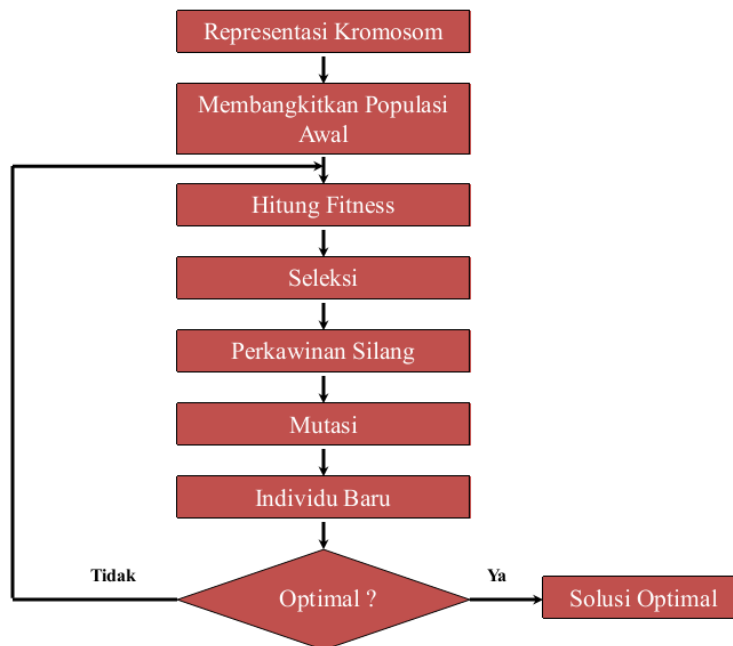 Representasi Kromosom
Membangkitkan Populasi
Awal
Hitung Fitness
Seleksi
Perkawinan Silang
Mutasi
Individu Baru
Tidak
Optimal ?
Ya
Solusi Optimal